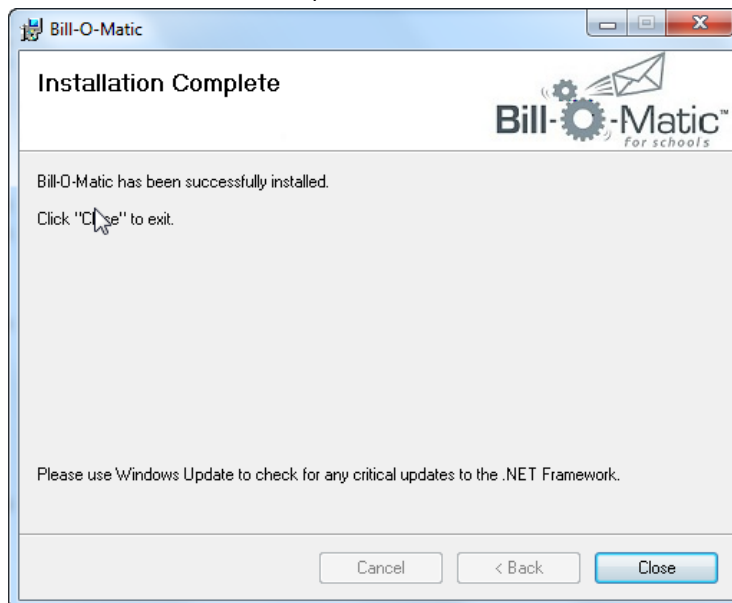 Bill-O-Matic
Installation Complete
Bill-O-Matic™
for schools
Bill-O-Matic has been successfully installed.
Click "Close" to exit.
Please use Windows Update to check for any critical updates to the .NET Framework.
Cancel
< Back
Close